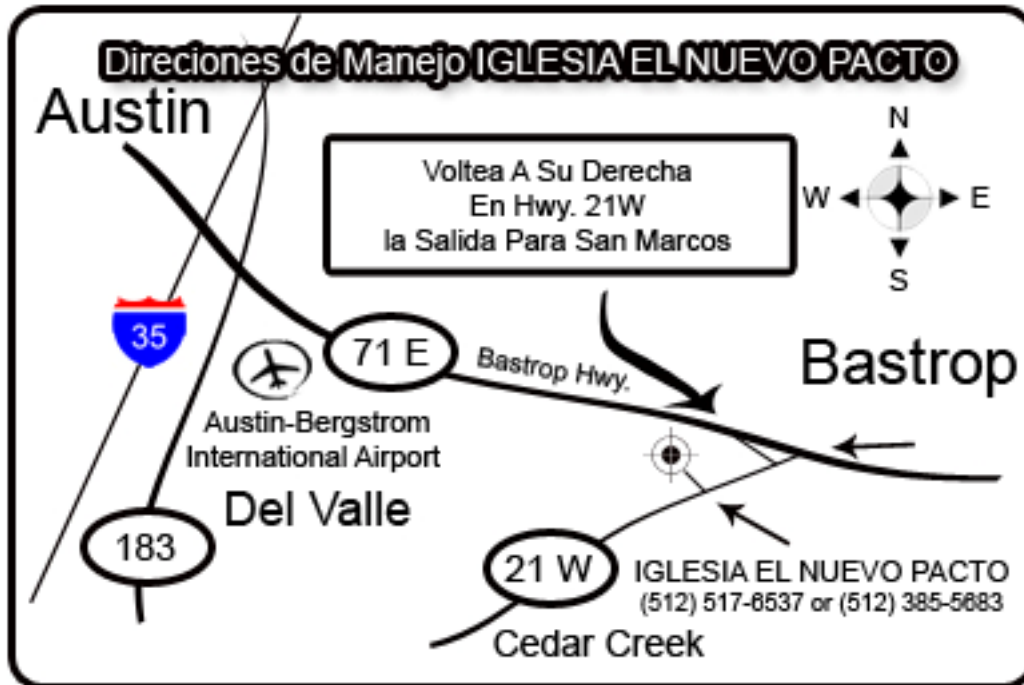 Direciones de Manejo IGLESIA EL NUEVO PACTO
Austin
Voltea A Su Derecha
En Hwy. 21W
la Salida Para San Marcos
N
W
E
S
35
71 E
Bastrop Hwy.
Bastrop
Austin-Bergstrom
International Airport
Del Valle
183
21 W
IGLESIA EL NUEVO PACTO
(512) 517-6537 or (512) 385-5683
Cedar Creek